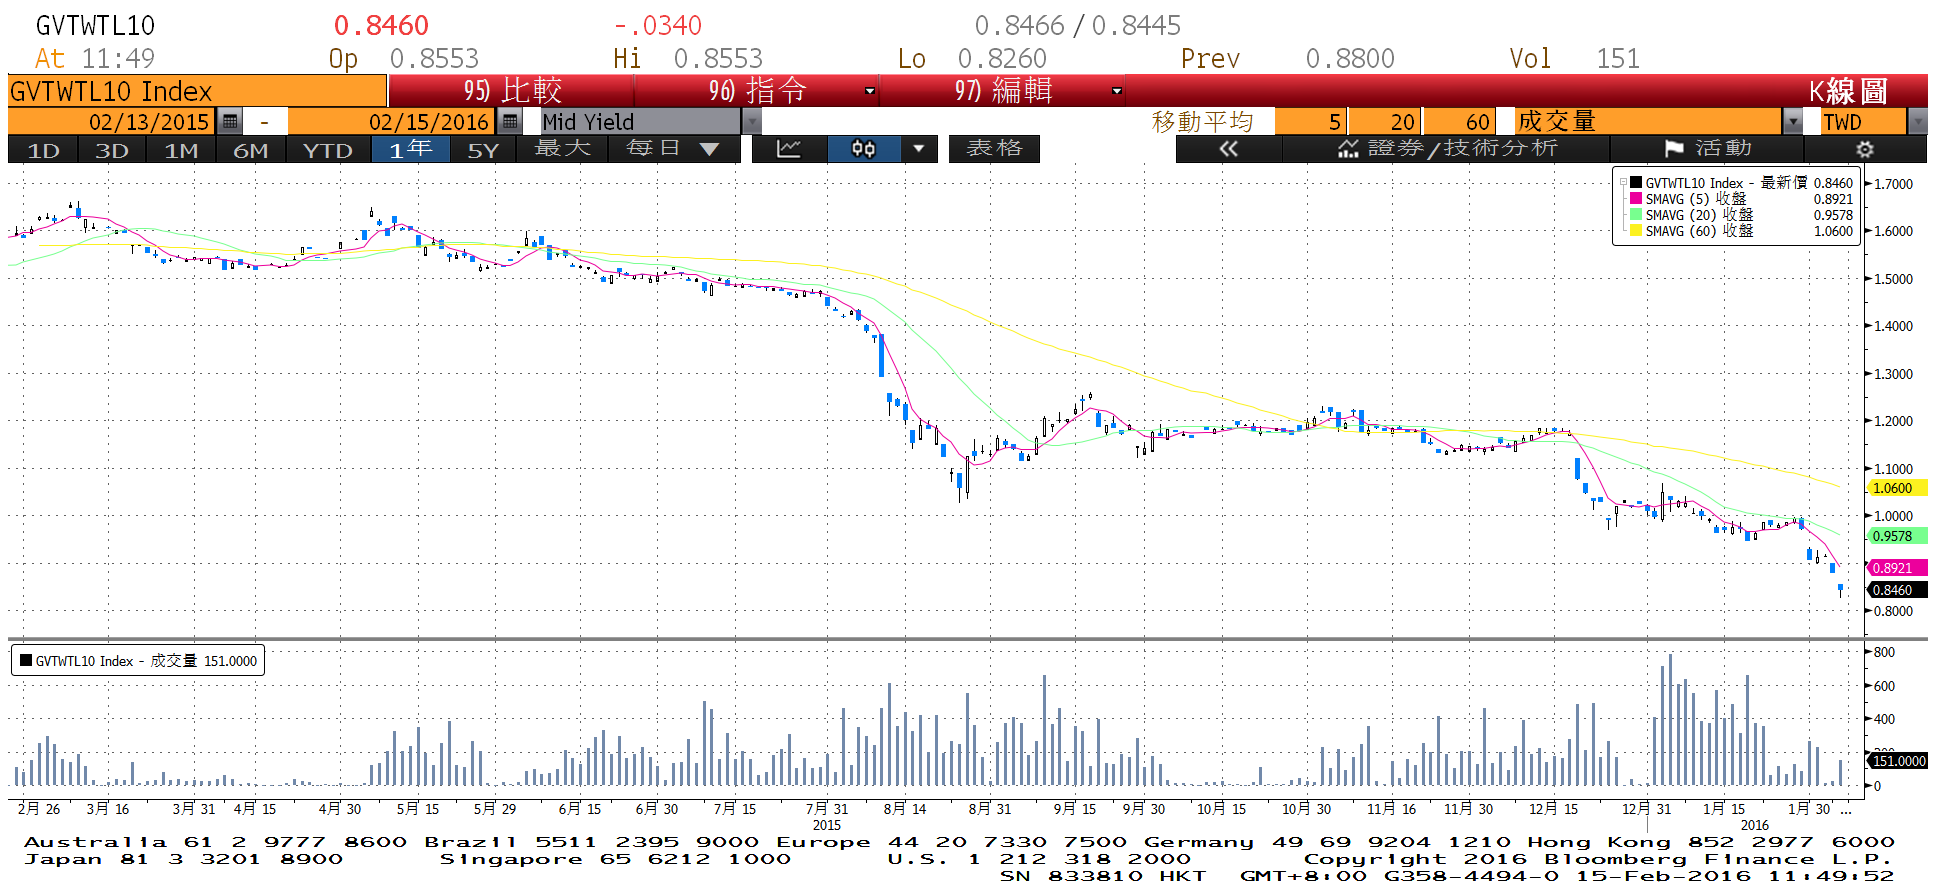 GVTWTL10 0.8460 -.0340 0.8466 / 0.8445
At 11:49 Op 0.8553 Hi 0.8553 Lo 0.8260 Prev 0.8800 Vol 151
GVTWTL10 Index 95) 比較 96) 指令 97) 編輯 K線圖
02/13/2015 - 02/15/2016 Mid Yield 移動平均 5 20 60 成交量 TWD
1D 3D 1M 6M YTD 1年 5Y 最大 每日 表格 證券/技術分析 活動
GVTWTL10 Index - 最新價 0.8460
SMAVG (5) 收盤 0.8921
SMAVG (20) 收盤 0.9578
SMAVG (60) 收盤 1.0600
1.7000
1.6000
1.5000
1.4000
1.3000
1.2000
1.1000
1.0600
1.0000
0.9578
0.8921
0.8460
0.8000
GVTWTL10 Index - 成交量 151.0000
800
600
400
151.0000
0
2月 26 3月 16 3月 31 4月 15 4月 30 5月 15 5月 29 6月 15 6月 30 7月 15 7月 31 8月 14 8月 31 9月 15 9月 30 10月 15 10月 30 11月 16 11月 30 12月 15 12月 31 1月 15 1月 30 ...
2015 2016
Australia 61 2 9777 8600 Brazil 5511 2395 9000 Europe 44 20 7330 7500 Germany 49 69 9204 1210 Hong Kong 852 2977 6000
Japan 81 3 3201 8900 Singapore 65 6212 1000 U.S. 1 212 318 2000 Copyright 2016 Bloomberg Finance L.P.
SN 833810 HKT GMT+8:00 G358-4494-0 15-Feb-2016 11:49:52